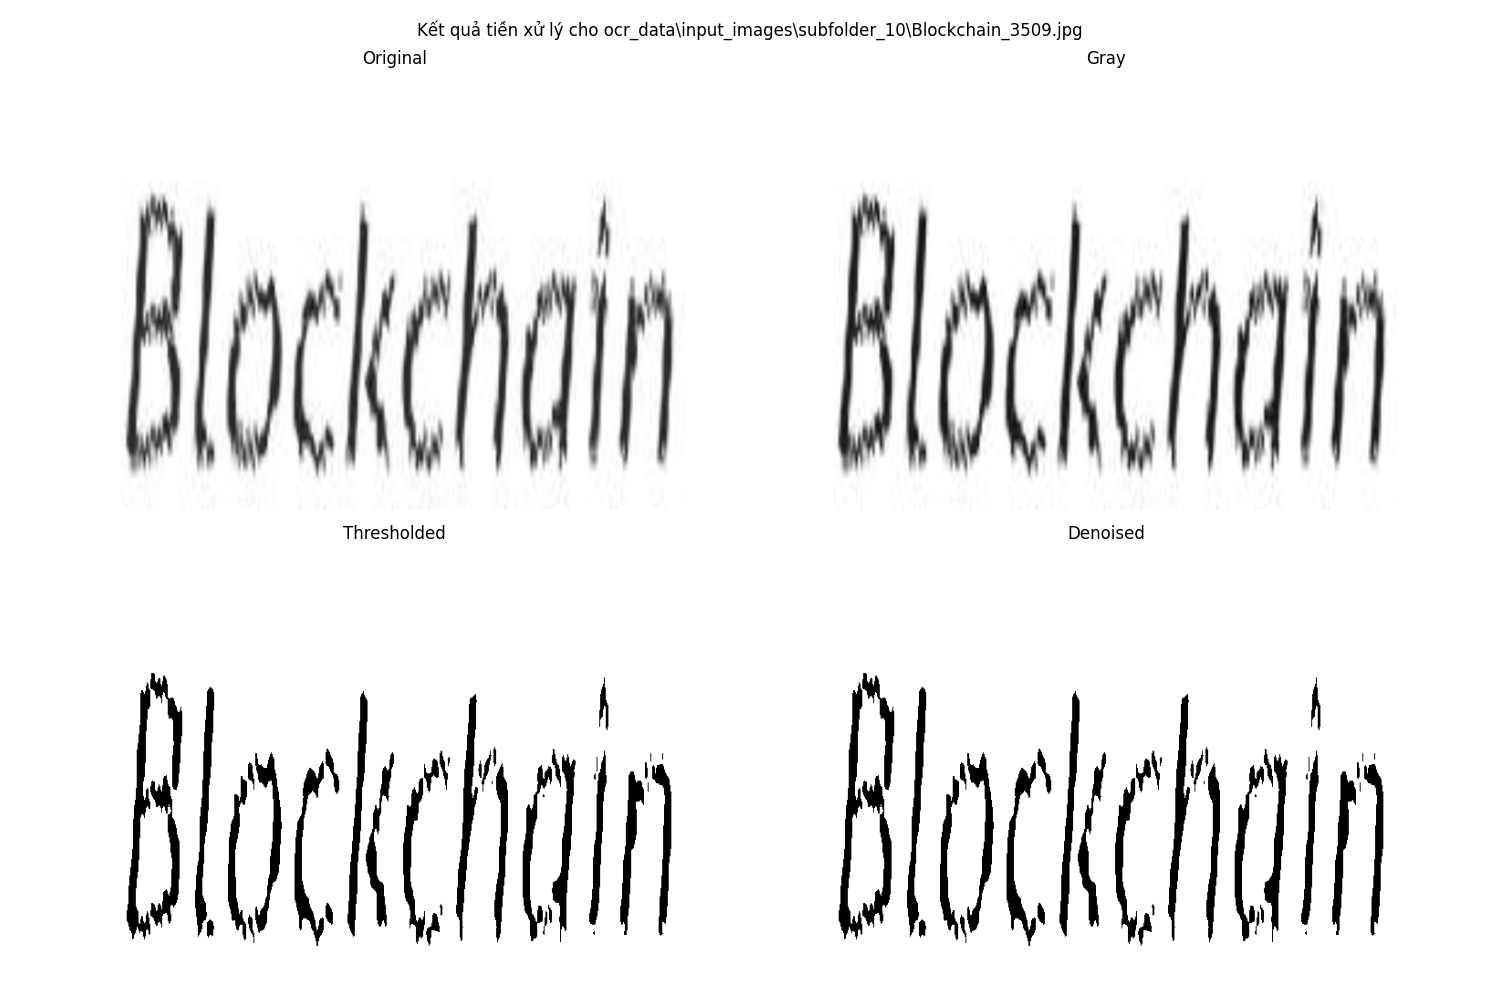 Kết quả tiền xử lý cho ocr_data\input_images\subfolder_10\Blockchain_3509.jpg
Original
Gray
Blockchain
Blockchain
Thresholded
Denoised
Blockchain
Blockchain